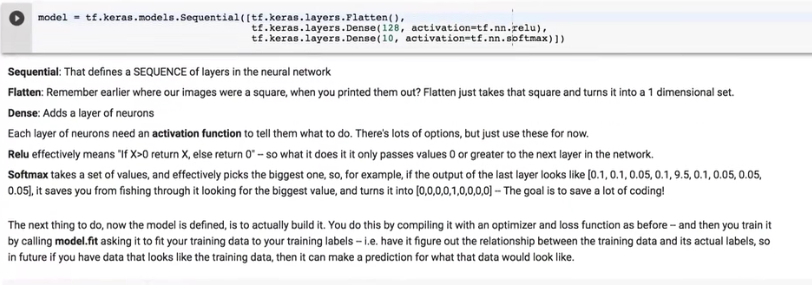 model = tf.keras.models.Sequential([tf.keras.layers.Flatten(),
tf.keras.layers.Dense(128, activation=tf.nn.relu),
tf.keras.layers.Dense(10, activation=tf.nn.softmax)])
Sequential: That defines a SEQUENCE of layers in the neural network
Flatten: Remember earlier where our images were a square, when you printed them out? Flatten just takes that square and turns it into a 1 dimensional set.
Dense: Adds a layer of neurons
Each layer of neurons need an activation function to tell them what to do. There's lots of options, but just use these for now.
Relu effectively means "If X>0 return X, else return 0" -- so what it does it it only passes values 0 or greater to the next layer in the network.
Softmax takes a set of values, and effectively picks the biggest one, so, for example, if the output of the last layer looks like [0.1, 0.1, 0.05, 0.1, 9.5, 0.1, 0.05, 0.05,
0.05], it saves you from fishing through it looking for the biggest value, and turns it into [0,0,0,0,1,0,0,0,0] -- The goal is to save a lot of coding!
The next thing to do, now the model is defined, is to actually build it. You do this by compiling it with an optimizer and loss function as before -- and then you train it
by calling model.fit asking it to fit your training data to your training labels -- i.e. have it figure out the relationship between the training data and its actual labels, so
in future if you have data that looks like the training data, then it can make a prediction for what that data would look like.